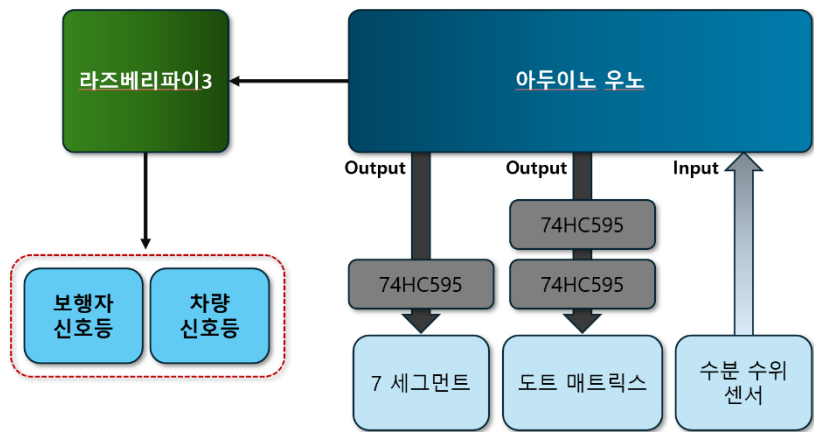 라즈베리파이3
아두이노 우노
Output
Output
Input
74HC595
74HC595
74HC595
보행자
신호등
차량
신호등
7 세그먼트
도트 매트릭스
수분 수위
센서